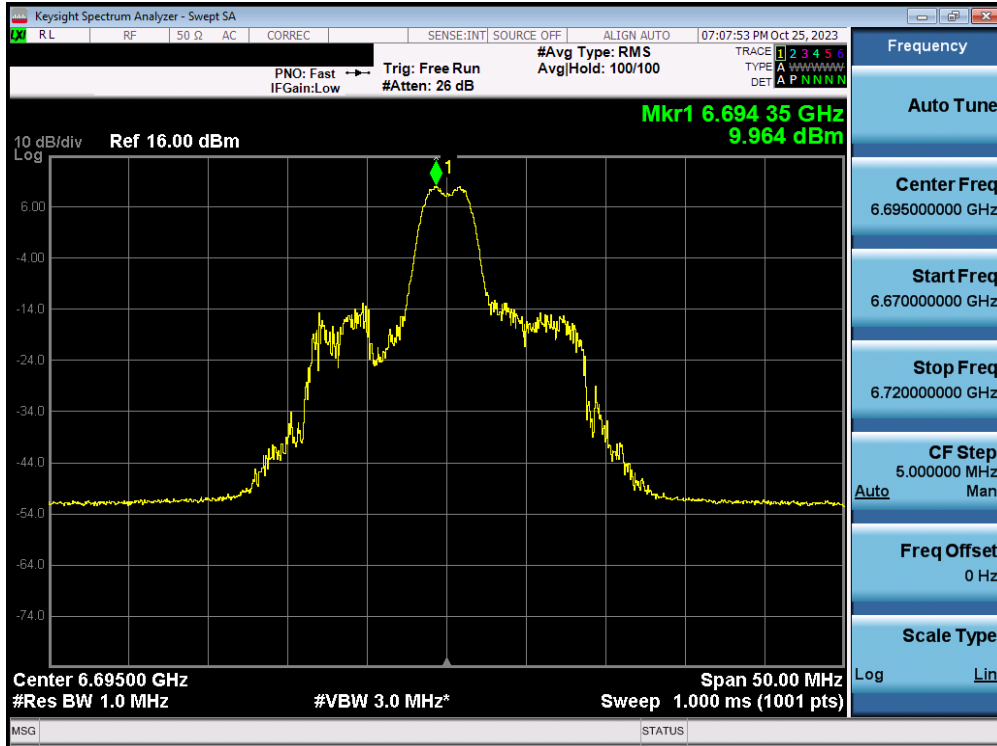 Keysight Spectrum Analyzer - Swept SA
LXI RL RF 50 Ω AC CORREC SENSE:INT SOURCE OFF ALIGN AUTO 07:07:53 PM Oct 25, 2023
PNO: Fast
IFGain:Low
Trig: Free Run
#Atten: 26 dB
#Avg Type: RMS
Avg|Hold: 100/100
TRACE 1 2 3 4 5 6
TYPE A WWWWW
DET A P N N N N
Mkr1 6.694 35 GHz
9.964 dBm
10 dB/div Ref 16.00 dBm
Log
1
6.00
-4.00
-14.0
-24.0
-34.0
-44.0
-54.0
-64.0
-74.0
Center 6.69500 GHz Span 50.00 MHz
#Res BW 1.0 MHz #VBW 3.0 MHz* Sweep 1.000 ms (1001 pts)
MSG STATUS
Frequency
Auto Tune
Center Freq
6.695000000 GHz
Start Freq
6.670000000 GHz
Stop Freq
6.720000000 GHz
CF Step
5.000000 MHz
Auto Man
Freq Offset
0 Hz
Scale Type
Log Lin